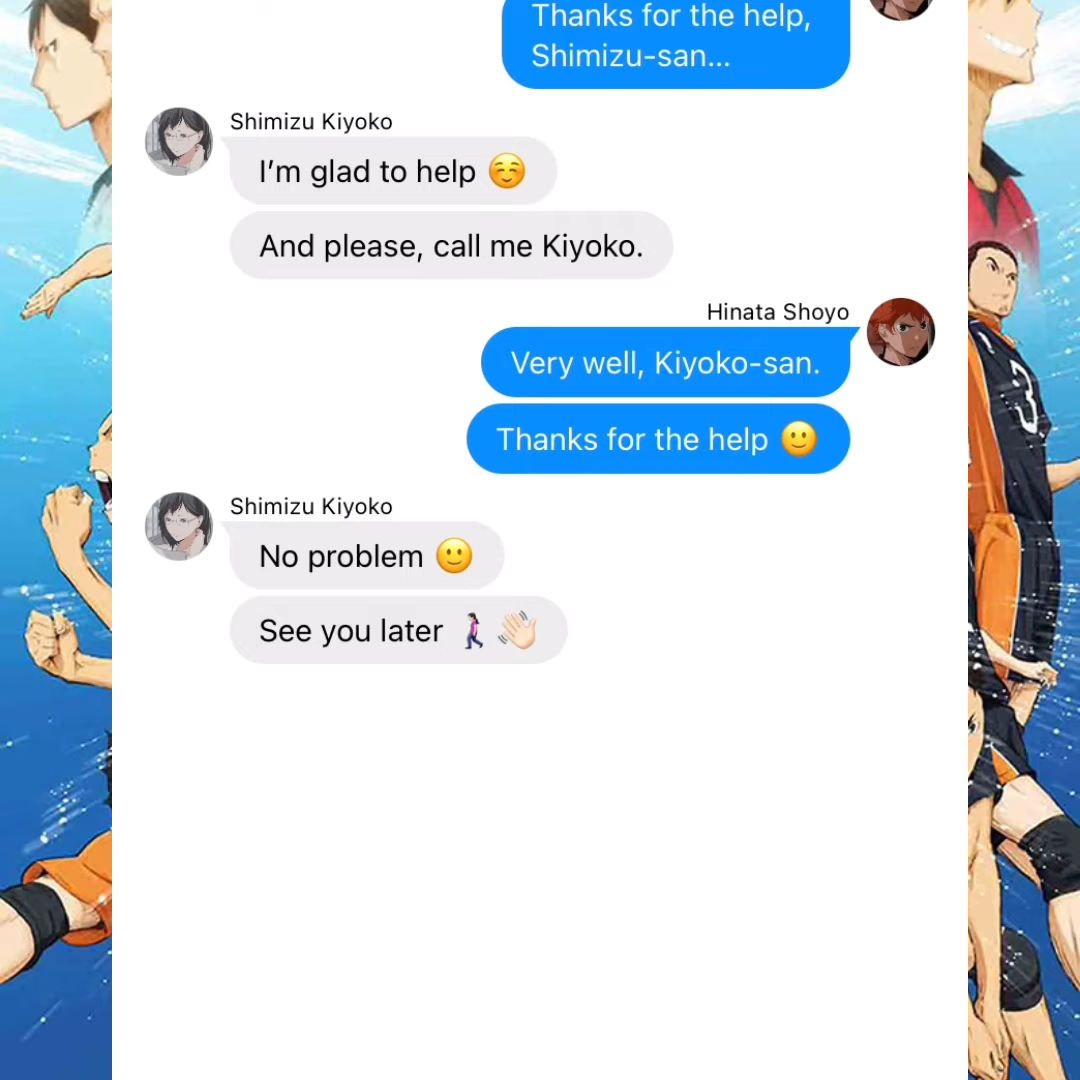 Thanks for the help,
Shimizu-san...
Shimizu Kiyoko
I’m glad to help ☺️
And please, call me Kiyoko.
Hinata Shoyo
Very well, Kiyoko-san.
Thanks for the help 🙂
Shimizu Kiyoko
No problem 🙂
See you later 🚶🏻‍♀️👋🏻
3